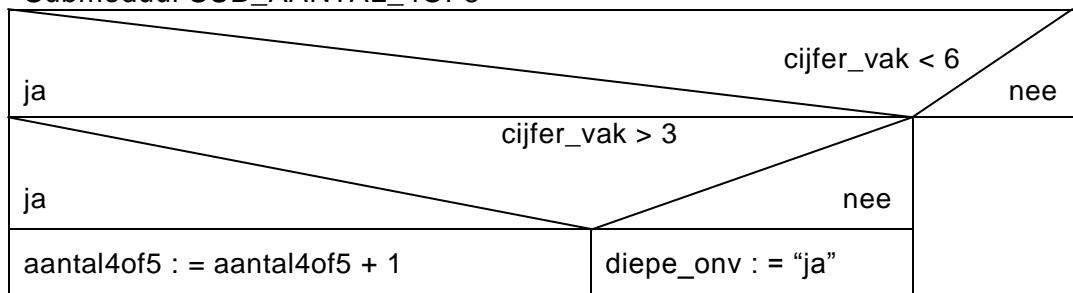 cijfer_vak < 6
ja nee
cijfer_vak > 3
ja nee
aantal4of5 : = aantal4of5 + 1 diepe_onv : = “ja”